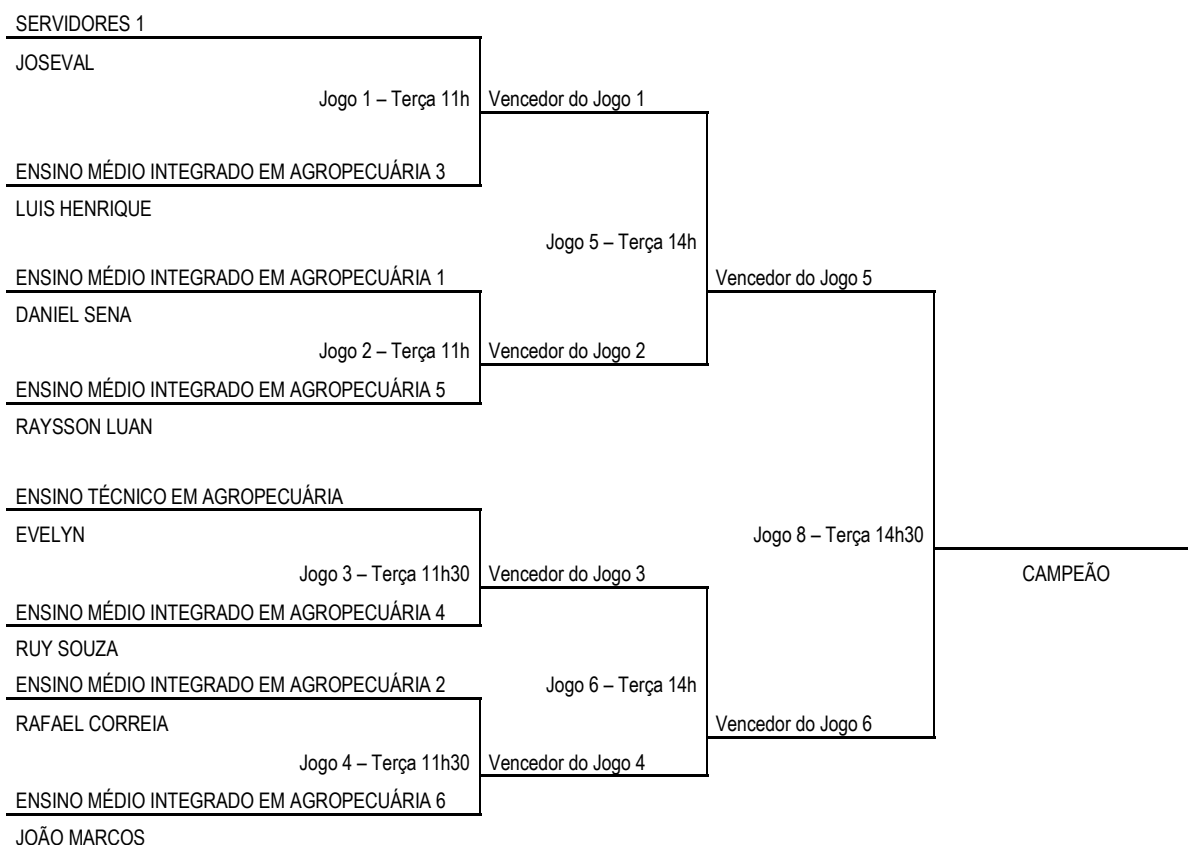 SERVIDORES 1
JOSEVAL
Jogo 1 – Terça 11h
Vencedor do Jogo 1
ENSINO MÉDIO INTEGRADO EM AGROPECUÁRIA 3
LUIS HENRIQUE
Jogo 5 – Terça 14h
ENSINO MÉDIO INTEGRADO EM AGROPECUÁRIA 1
Vencedor do Jogo 5
DANIEL SENA
Jogo 2 – Terça 11h
Vencedor do Jogo 2
ENSINO MÉDIO INTEGRADO EM AGROPECUÁRIA 5
RAYSSON LUAN
ENSINO TÉCNICO EM AGROPECUÁRIA
EVELYN
Jogo 8 – Terça 14h30
Jogo 3 – Terça 11h30
Vencedor do Jogo 3
CAMPEÃO
ENSINO MÉDIO INTEGRADO EM AGROPECUÁRIA 4
RUY SOUZA
ENSINO MÉDIO INTEGRADO EM AGROPECUÁRIA 2
Jogo 6 – Terça 14h
RAFAEL CORREIA
Vencedor do Jogo 6
Jogo 4 – Terça 11h30
Vencedor do Jogo 4
ENSINO MÉDIO INTEGRADO EM AGROPECUÁRIA 6
JOÃO MARCOS